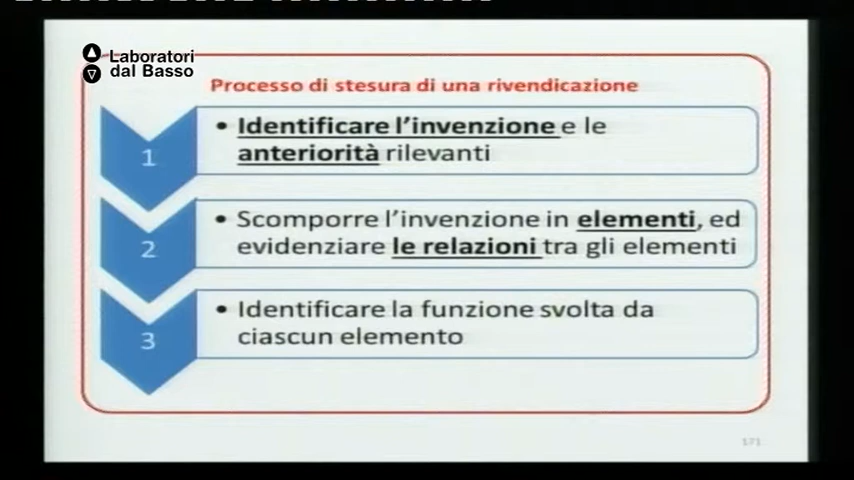 Laboratori
dal Basso
Processo di stesura di una rivendicazione
1
• Identificare l’invenzione e le
anteriorità rilevanti
2
• Scomporre l’invenzione in elementi, ed
evidenziare le relazioni tra gli elementi
3
• Identificare la funzione svolta da
ciascun elemento
171